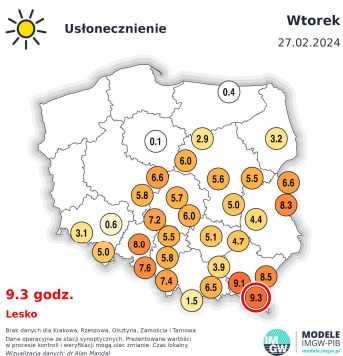 Usłonecznienie
Wtorek
27.02.2024
0.4
0.1
2.9
3.2
6.0
6.6
5.6
5.5
6.6
5.8
5.7
5.0
8.3
7.2
6.0
4.4
0.6
3.1
5.5
5.1
4.7
8.0
5.0
5.8
7.6
3.9
7.4
8.5
9.1
6.5
9.3
1.5
9.3 godz.
Lesko
Brak danych dla Krakowa, Rzeszowa, Olsztyna, Zamościa i Tarnowa
Dane operacyjne ze stacji synoptycznych. Prezentowane wartości
w procesie kontroli i weryfikacji mogą ulec zmianie. Czas lokalny.
Wizualizacja danych: dr Alan Mandal
IM
GW
MODELE
IMGW-PIB
MODELE.IMGW.PL